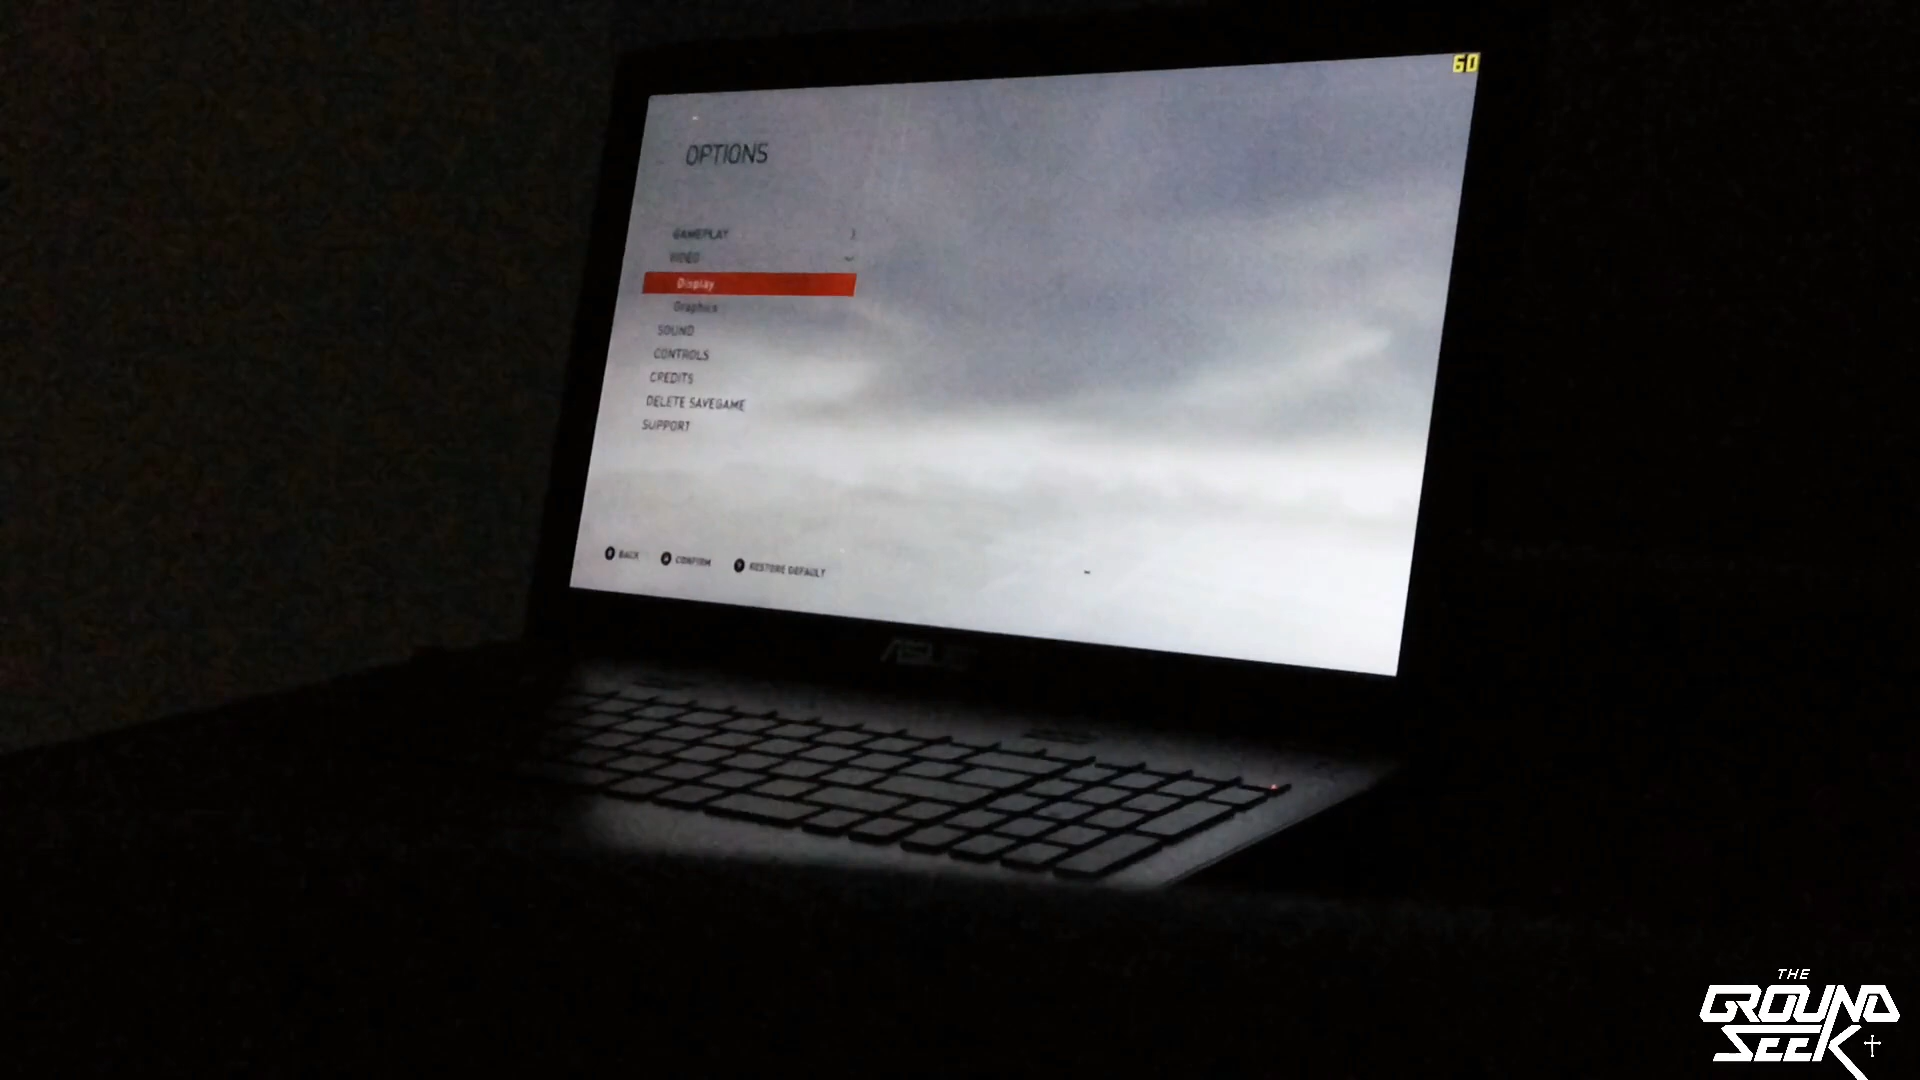 60
OPTIONS
GAMEPLAY
VIDEO
Display
Graphics
SOUND
CONTROLS
CREDITS
DELETE SAVEGAME
SUPPORT
BACK CONFIRM RESTORE DEFAULT
ASUS
THE
GROUND
SEEK